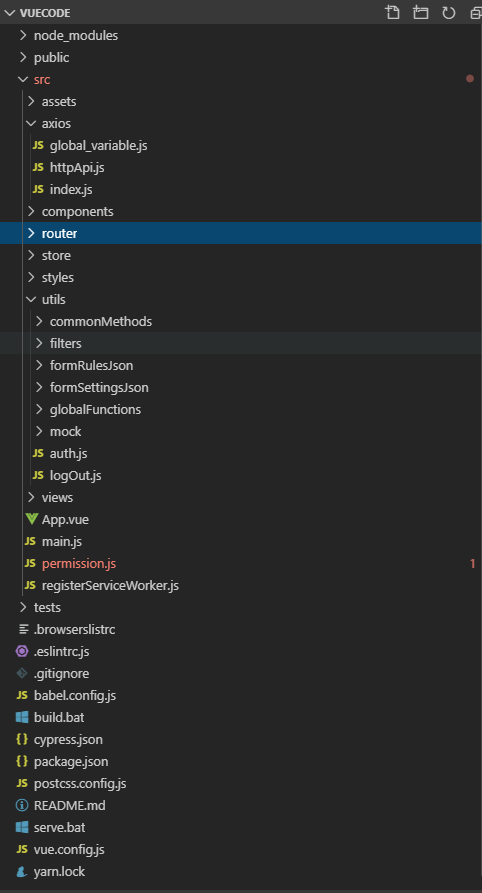 VUECODE
node_modules
public
src
assets
axios
JS global_variable.js
JS httpApi.js
JS index.js
components
router
store
styles
utils
commonMethods
filters
formRulesJson
formSettingsJson
globalFunctions
mock
JS auth.js
JS logOut.js
views
App.vue
JS main.js
JS permission.js 1
JS registerServiceWorker.js
tests
.browserslistrc
.eslintrc.js
.gitignore
JS babel.config.js
build.bat
{} cypress.json
{} package.json
JS postcss.config.js
README.md
serve.bat
JS vue.config.js
yarn.lock